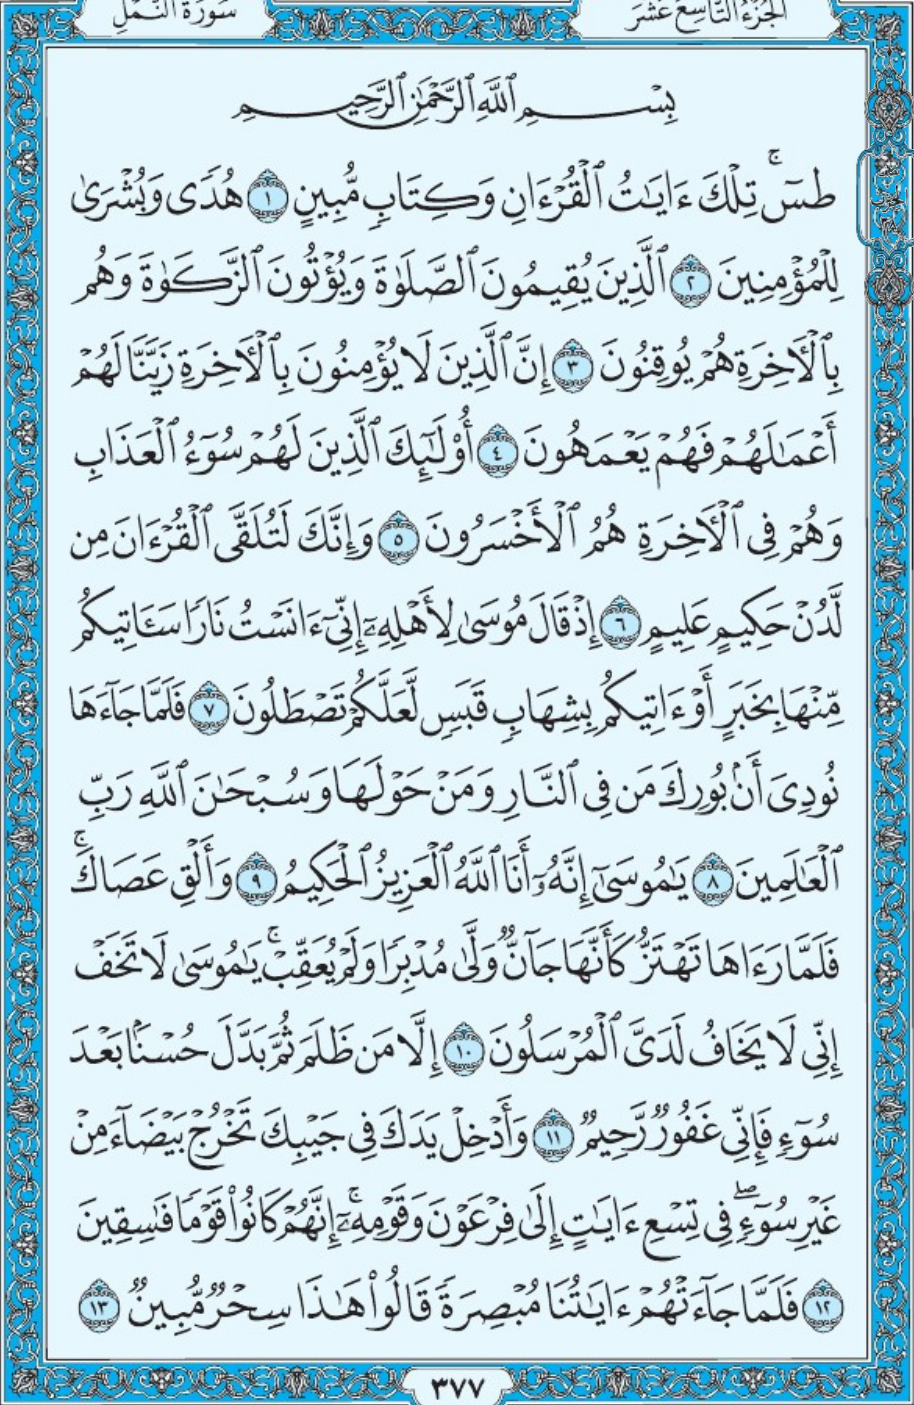 الجُزْءُ التَّاسِعَ عَشَرَ
سُورَةُ النَّمْل
بِسْمِ ٱللَّهِ ٱلرَّحْمَٰنِ ٱلرَّحِيمِ
طسٓۚ تِلْكَ ءَايَٰتُ ٱلْقُرْءَانِ وَكِتَابٍ مُّبِينٍ ١ هُدًى وَبُشْرَىٰ
لِلْمُؤْمِنِينَ ٢ ٱلَّذِينَ يُقِيمُونَ ٱلصَّلَوٰةَ وَيُؤْتُونَ ٱلزَّكَوٰةَ وَهُم
بِٱلْءَاخِرَةِ هُمْ يُوقِنُونَ ٣ إِنَّ ٱلَّذِينَ لَا يُؤْمِنُونَ بِٱلْءَاخِرَةِ زَيَّنَّا لَهُمْ
أَعْمَٰلَهُمْ فَهُمْ يَعْمَهُونَ ٤ أُوْلَٰٓئِكَ ٱلَّذِينَ لَهُمْ سُوٓءُ ٱلْعَذَابِ
وَهُمْ فِى ٱلْءَاخِرَةِ هُمُ ٱلْأَخْسَرُونَ ٥ وَإِنَّكَ لَتُلَقَّى ٱلْقُرْءَانَ مِن
لَّدُنْ حَكِيمٍ عَلِيمٍ ٦ إِذْ قَالَ مُوسَىٰ لِأَهْلِهِۦٓ إِنِّىٓ ءَانَسْتُ نَارًا سَـَٔاتِيكُم
مِّنْهَا بِخَبَرٍ أَوْ ءَاتِيكُم بِشِهَابٍ قَبَسٍ لَّعَلَّكُمْ تَصْطَلُونَ ٧ فَلَمَّا جَآءَهَا
نُودِىَ أَنۢ بُورِكَ مَن فِى ٱلنَّارِ وَمَنْ حَوْلَهَا وَسُبْحَٰنَ ٱللَّهِ رَبِّ
ٱلْعَٰلَمِينَ ٨ يَٰمُوسَىٰٓ إِنَّهُۥٓ أَنَا ٱللَّهُ ٱلْعَزِيزُ ٱلْحَكِيمُ ٩ وَأَلْقِ عَصَاكَۚ
فَلَمَّا رَءَاهَا تَهْتَزُّ كَأَنَّهَا جَآنٌّ وَلَّىٰ مُدْبِرًا وَلَمْ يُعَقِّبْۚ يَٰمُوسَىٰ لَا تَخَفْ
إِنِّى لَا يَخَافُ لَدَىَّ ٱلْمُرْسَلُونَ ١٠ إِلَّا مَن ظَلَمَ ثُمَّ بَدَّلَ حُسْنًۢا بَعْدَ
سُوٓءٍ فَإِنِّى غَفُورٌ رَّحِيمٌ ١١ وَأَدْخِلْ يَدَكَ فِى جَيْبِكَ تَخْرُجْ بَيْضَآءَ مِنْ
غَيْرِ سُوٓءٍۖ فِى تِسْعِ ءَايَٰتٍ إِلَىٰ فِرْعَوْنَ وَقَوْمِهِۦٓۚ إِنَّهُمْ كَانُوا۟ قَوْمًا فَٰسِقِينَ
١٢ فَلَمَّا جَآءَتْهُمْ ءَايَٰتُنَا مُبْصِرَةً قَالُوا۟ هَٰذَا سِحْرٌ مُّبِينٌ ١٣
٣٧٧